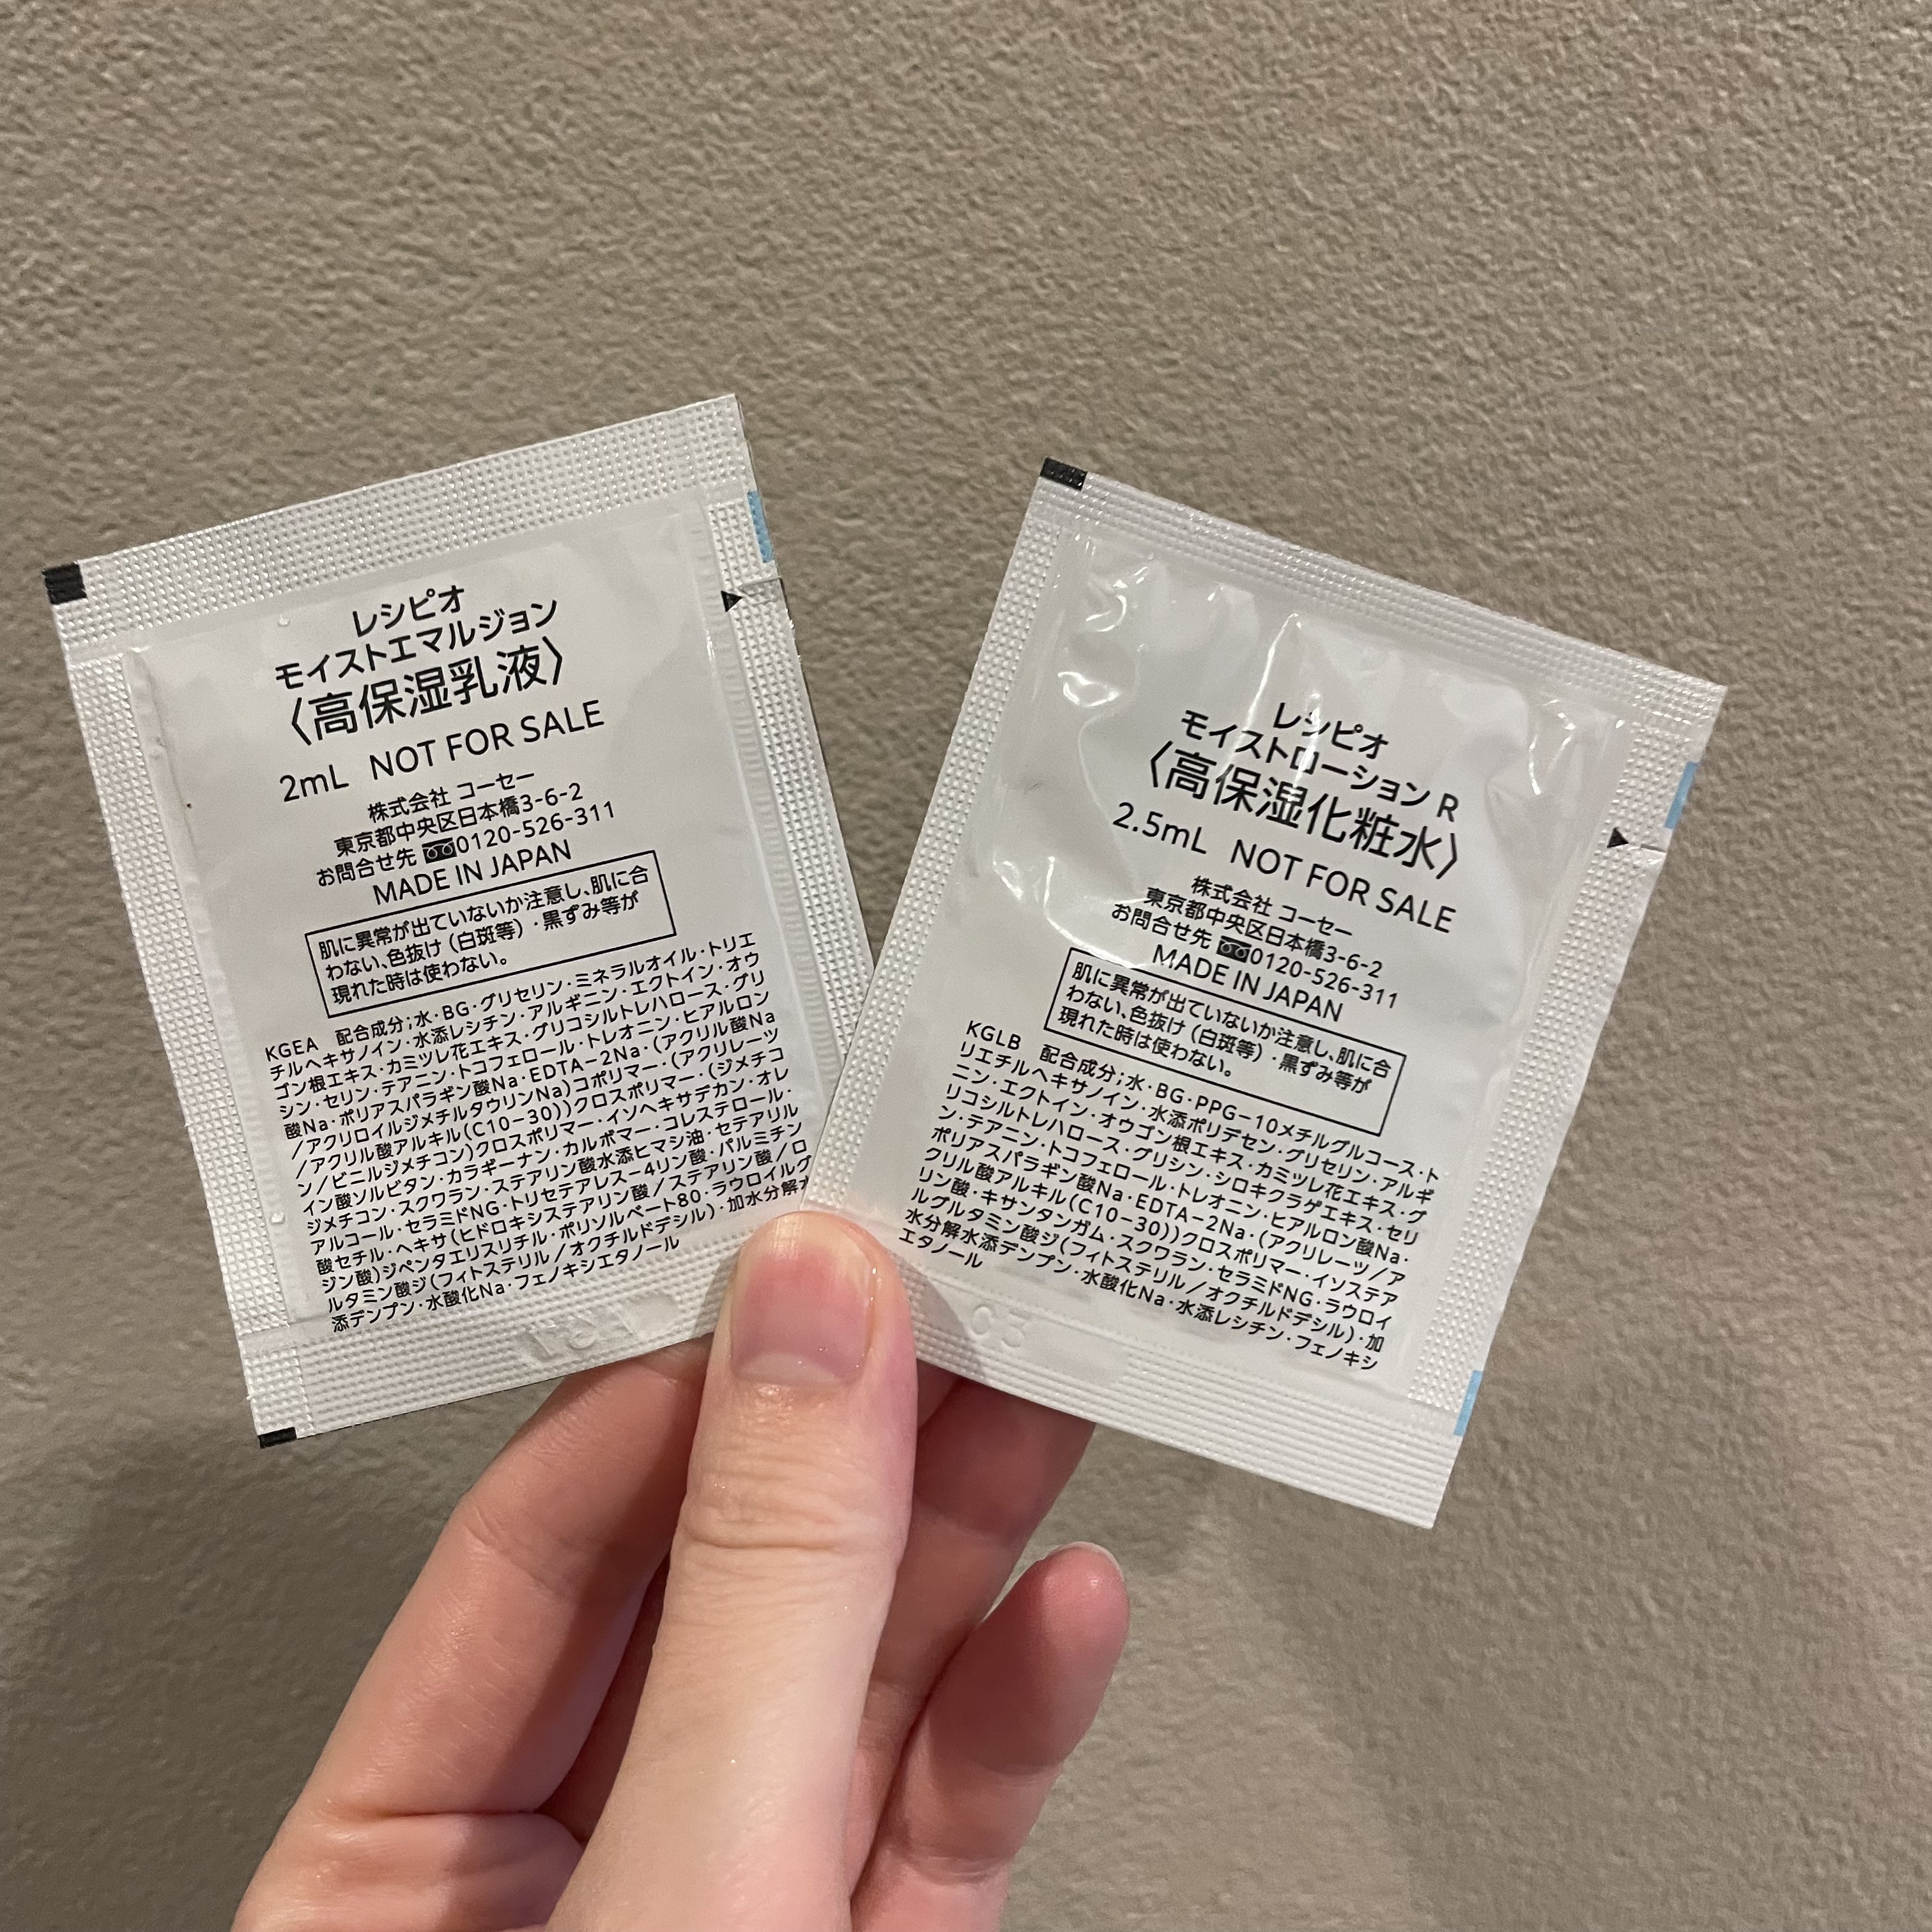 レシピオ
モイストエマルジョン
〈高保湿乳液〉
2mL NOT FOR SALE
株式会社 コーセー
東京都中央区日本橋3-6-2
お問合せ先 0120-526-311
MADE IN JAPAN
肌に異常が出ていないか注意し、肌に合
わない、色抜け（白斑等）・黒ずみ等が
現れた時は使わない。
KGEA 配合成分；水・BG・グリセリン・ミネラルオイル・トリエ
チルヘキサノイン・水添レシチン・アルギニン・エクトイン・オウ
ゴン根エキス・カミツレ花エキス・グリコシルトレハロース・グリ
シン・セリン・テアニン・トコフェロール・トレオニン・ヒアルロン
酸Na・ポリアスパラギン酸Na・EDTA-2Na・（アクリル酸Na
/アクリロイルジメチルタウリンNa）コポリマー・（アクリレーツ
/アクリル酸アルキル（C10-30））クロスポリマー・（ジメチコ
ン/ビニルジメチコン）クロスポリマー・イソヘキサデカン・オレ
イン酸ソルビタン・カラギーナン・カルボマー・コレステロール・
ジメチコン・スクワラン・ステアリン酸水添ヒマシ油・セテアリル
アルコール・セラミドNG・トリセテアレス-4リン酸・パルミチン
酸セチル・ヘキサ（ヒドロキシステアリン酸/ステアリン酸/ロ
ジン酸）ジペンタエリスリチル・ポリソルベート80・ラウロイルグ
ルタミン酸ジ（フィトステリル/オクチルドデシル）・加水分解水
添デンプン・水酸化Na・フェノキシエタノール
レシピオ
モイストローション R
〈高保湿化粧水〉
2.5mL NOT FOR SALE
株式会社 コーセー
東京都中央区日本橋3-6-2
お問合せ先 0120-526-311
MADE IN JAPAN
肌に異常が出ていないか注意し、肌に合
わない、色抜け（白斑等）・黒ずみ等が
現れた時は使わない。
KGLB 配合成分；水・BG・PPG-10メチルグルコース・ト
リエチルヘキサノイン・水添ポリデセン・グリセリン・アルギ
ニン・エクトイン・オウゴン根エキス・カミツレ花エキス・グ
リコシルトレハロース・グリシン・シロキクラゲエキス・セリ
ン・テアニン・トコフェロール・トレオニン・ヒアルロン酸Na・
ポリアスパラギン酸Na・EDTA-2Na・（アクリレーツ/ア
クリル酸アルキル（C10-30））クロスポリマー・イソステア
リン酸・キサンタンガム・スクワラン・セラミドNG・ラウロイ
ルグルタミン酸ジ（フィトステリル/オクチルドデシル）・加
水分解水添デンプン・水酸化Na・水添レシチン・フェノキシ
エタノール
05